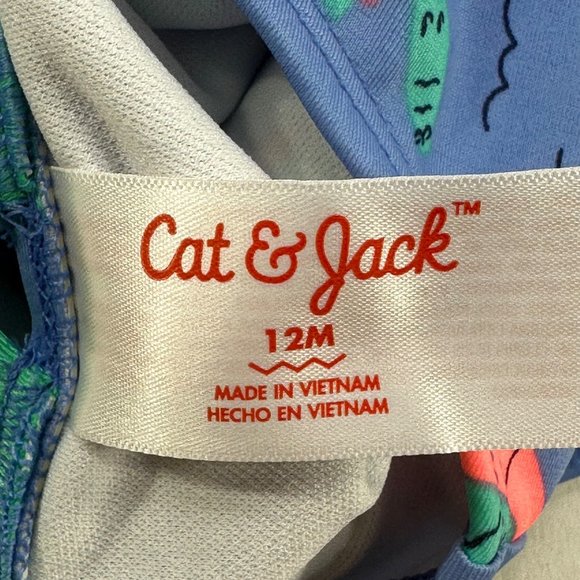 Cat & Jack™
12M
MADE IN VIETNAM
HECHO EN VIETNAM